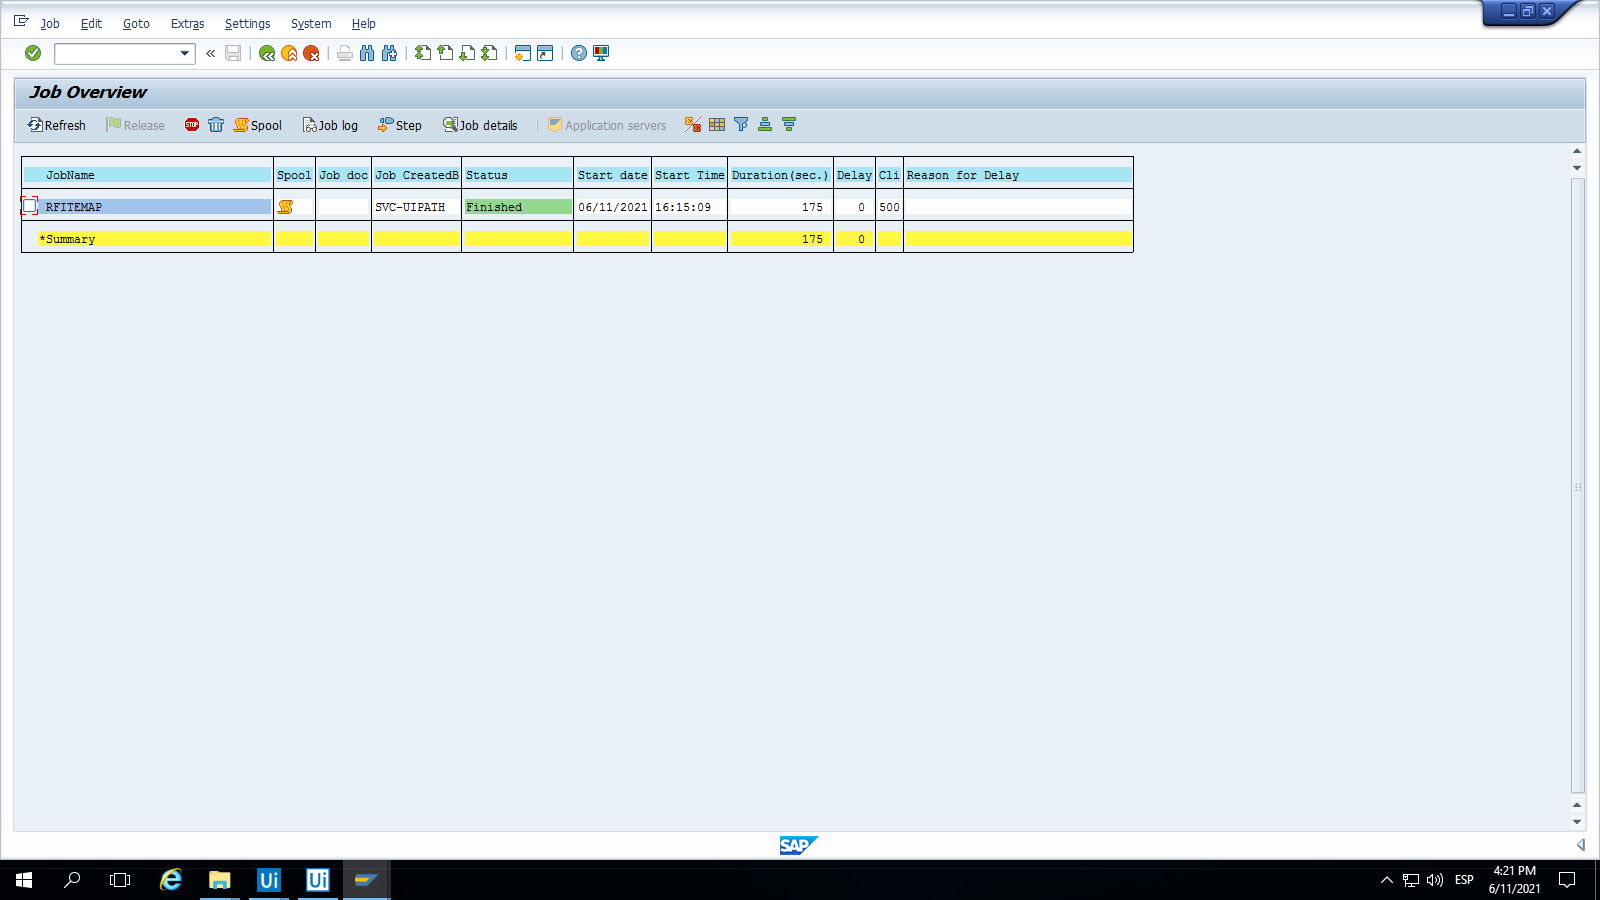 Job Edit Goto Extras Settings System Help
Job Overview
Refresh Release STOP Spool Job log Step Job details Application servers
JobName Spool Job doc Job CreatedB Status Start date Start Time Duration(sec.) Delay Cli Reason for Delay
RFITEMAP SVC-UIPATH Finished 06/11/2021 16:15:09 175 0 500
*Summary 175 0
SAP
Ui Ui ESP 4:21 PM
6/11/2021